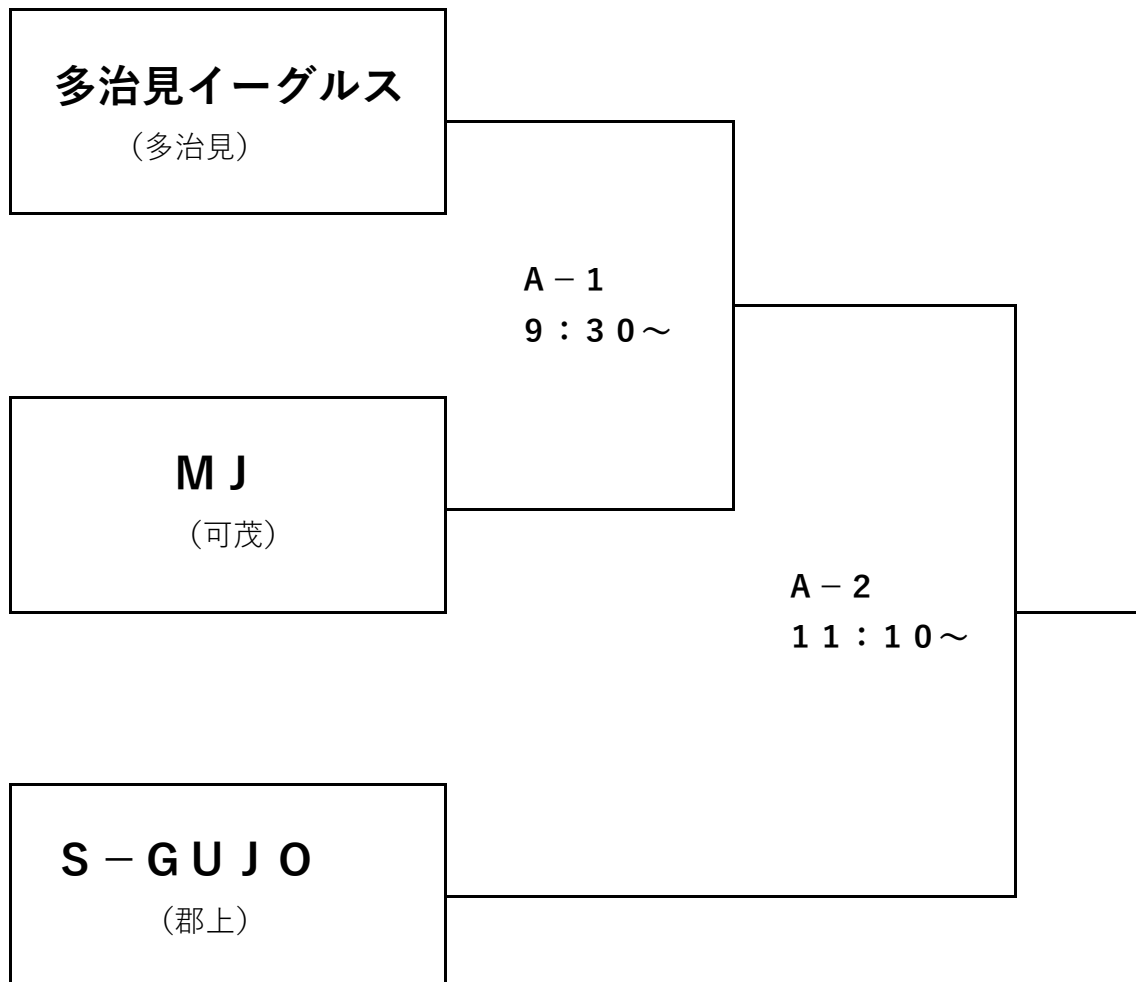 多治見イーグルス
（多治見）
Ａ－１
９：３０～
ＭＪ
（可茂）
Ａ－２
１１：１０～
Ｓ－ＧＵＪＯ
（郡上）